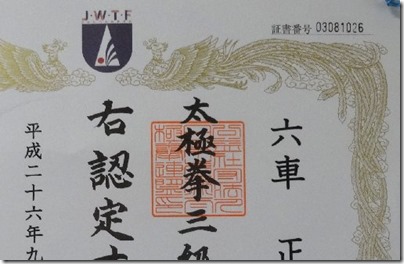 J·W·T·F
証書番号 03081026
六車 正
太極拳三
右認定
平成二十六年九